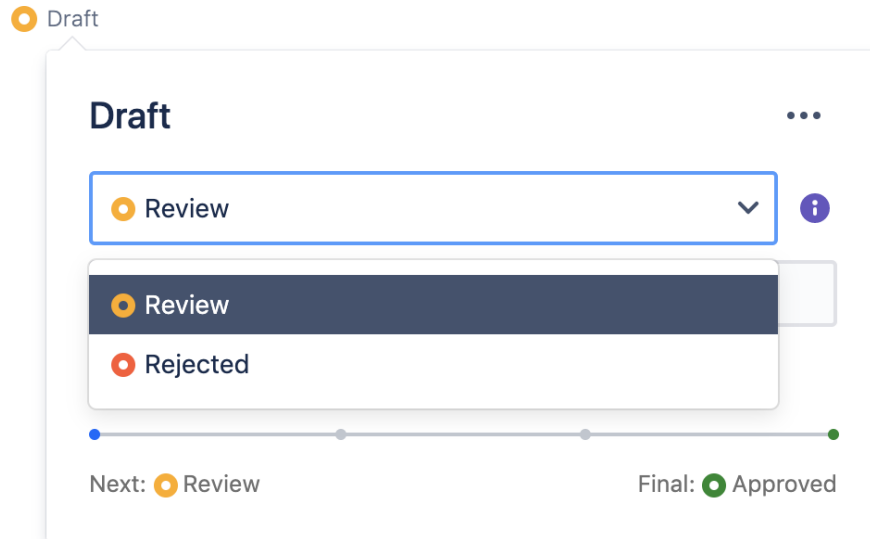 Draft
Draft
Review
Review
Rejected
Next: Review
Final: Approved